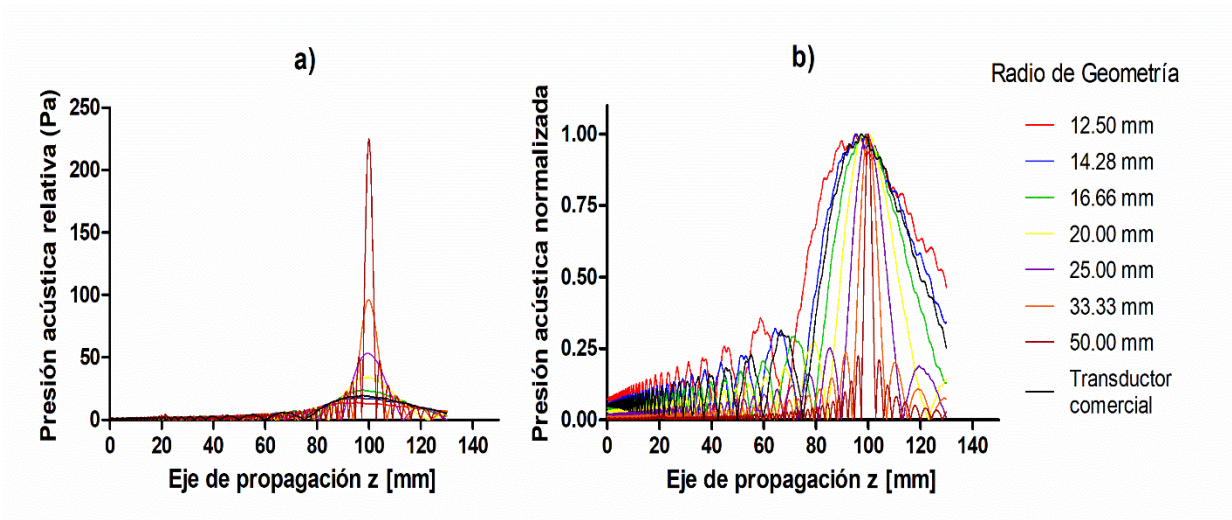 a)
Presión acústica relativa (Pa)
250
200
150
100
50
0
0 20 40 60 80 100 120 140
Eje de propagación z [mm]
b)
Presión acústica normalizada
1.00
0.75
0.50
0.25
0.00
0 20 40 60 80 100 120 140
Eje de propagación z [mm]
Radio de Geometría
12.50 mm
14.28 mm
16.66 mm
20.00 mm
25.00 mm
33.33 mm
50.00 mm
Transductor
comercial